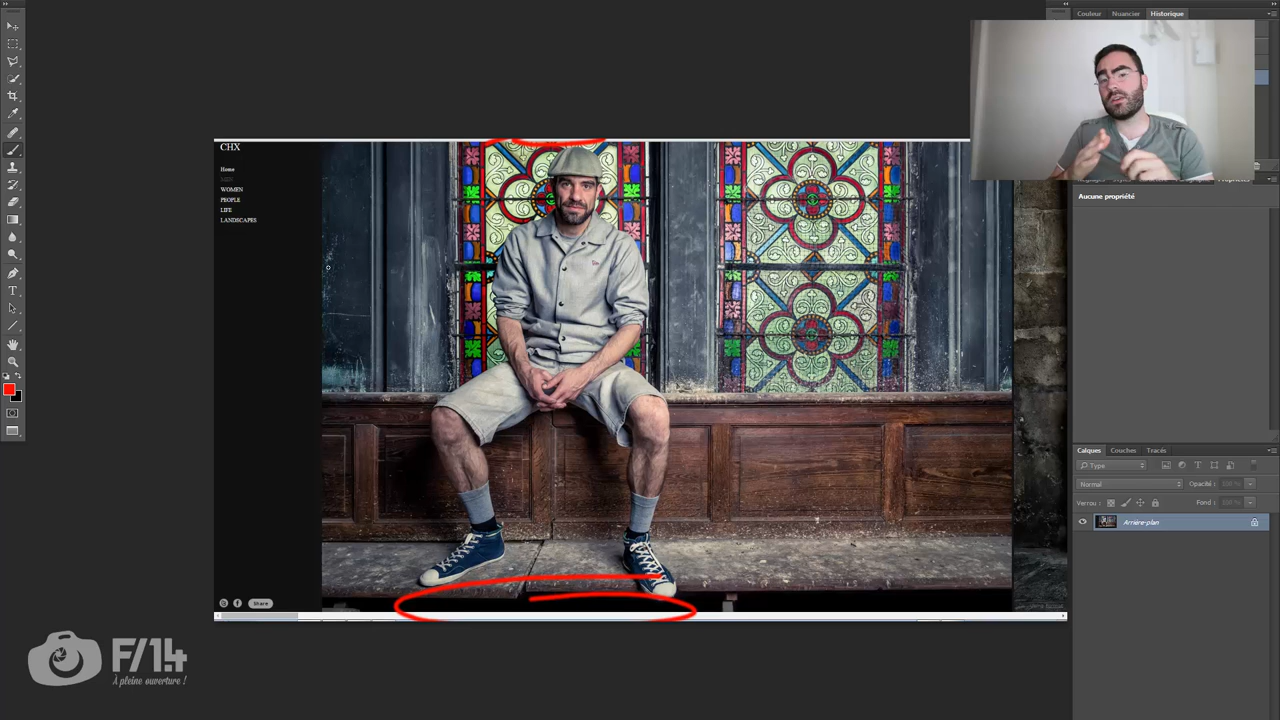 Couleur Nuancier Historique
CHX
Home
WOMEN
PEOPLE
LIFE
LANDSCAPES
Aucune propriété
Calques Couches Tracés
Type
Normal Opacité :
Verrou : Fond :
Arrière-plan
Share
F/1.4
À pleine ouverture !